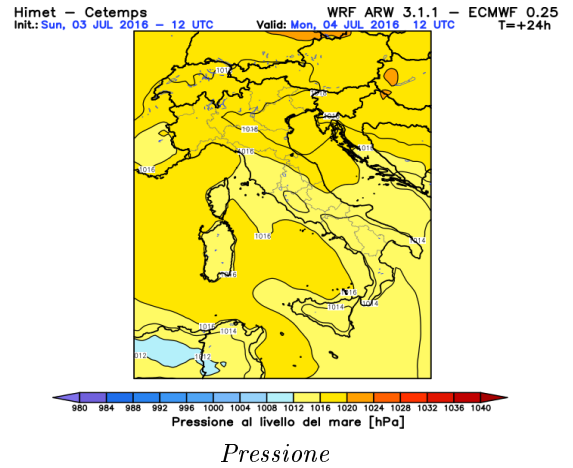 Himet – Cetemps WRF ARW 3.1.1 – ECMWF 0.25
Init.: Sun, 03 JUL 2016 – 12 UTC Valid: Mon, 04 JUL 2016 12 UTC T=+24h
1016
1016
1016
1016
1014
1016
1016
1016
1014
1014
1016
1014
012
1012
980 984 988 992 996 1000 1004 1008 1012 1016 1020 1024 1028 1032 1036 1040
Pressione al livello del mare [hPa]
Pressione